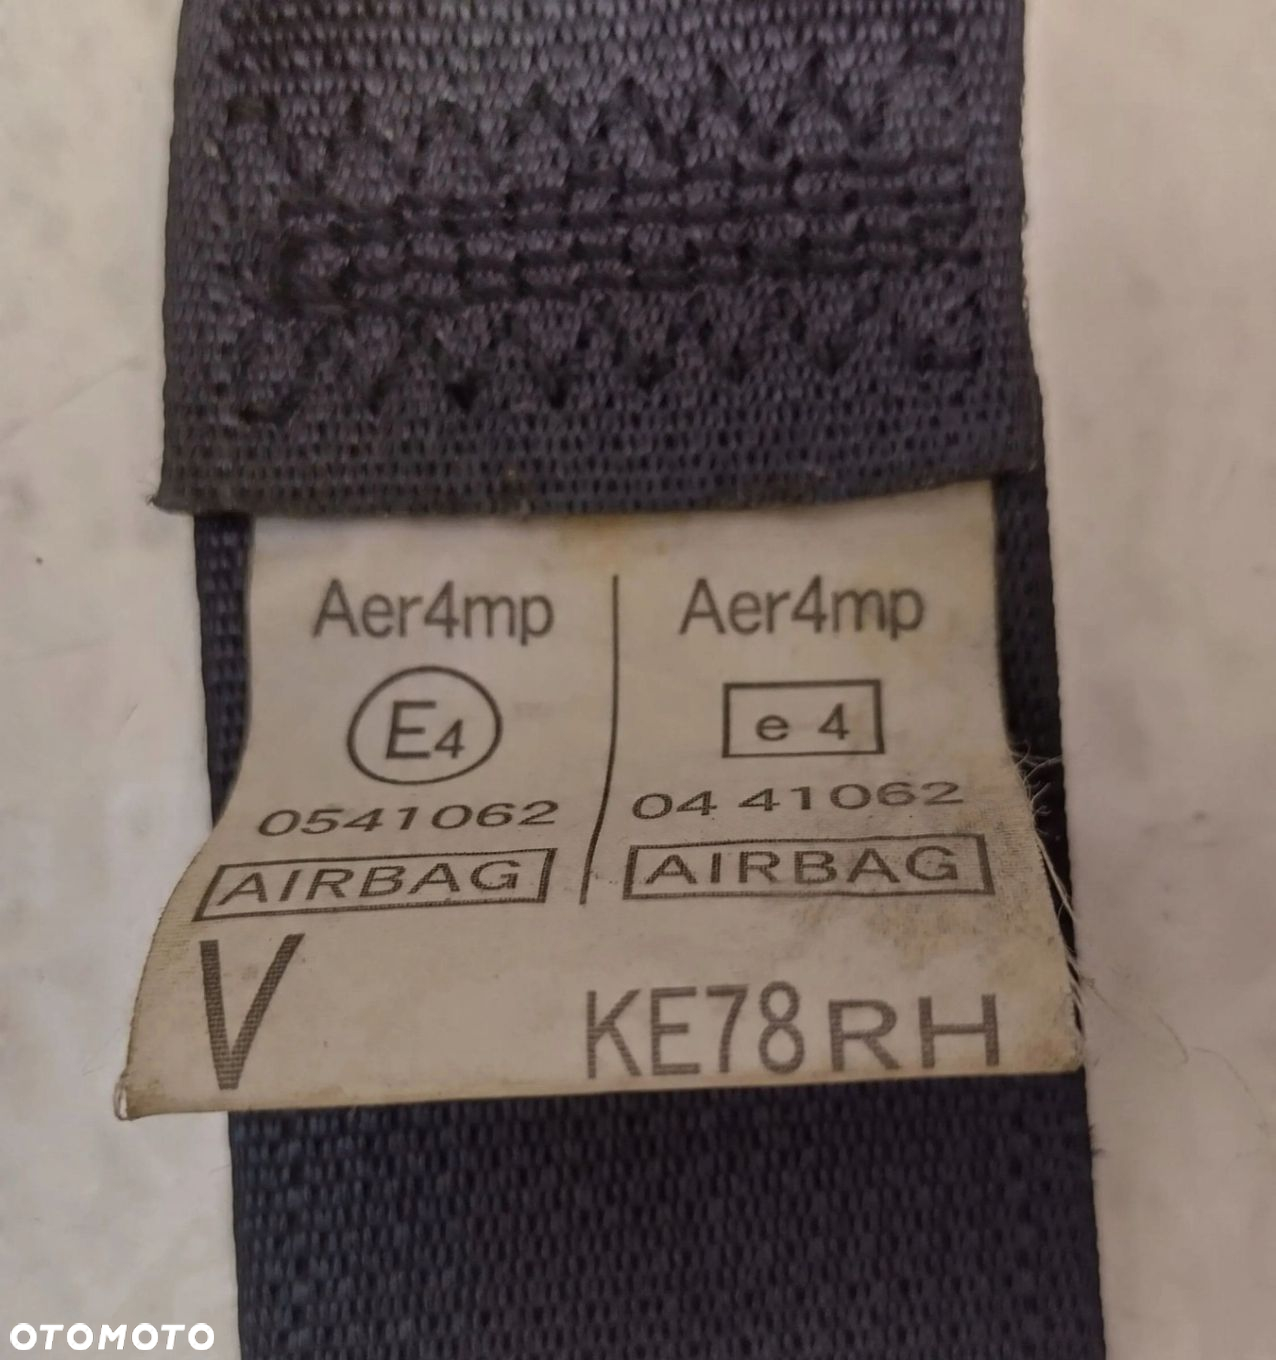 Aer4mp
E4
0541062
AIRBAG
Aer4mp
e 4
04 41062
AIRBAG
V
KE78RH
OTOMOTO